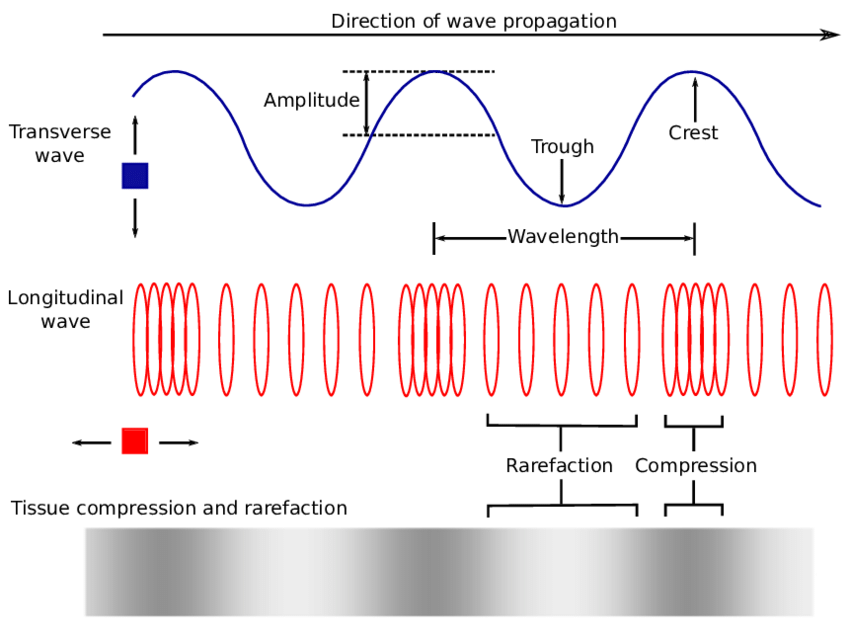 Direction of wave propagation
Amplitude
Transverse
wave
Trough
Crest
Wavelength
Longitudinal
wave
Rarefaction
Compression
Tissue compression and rarefaction